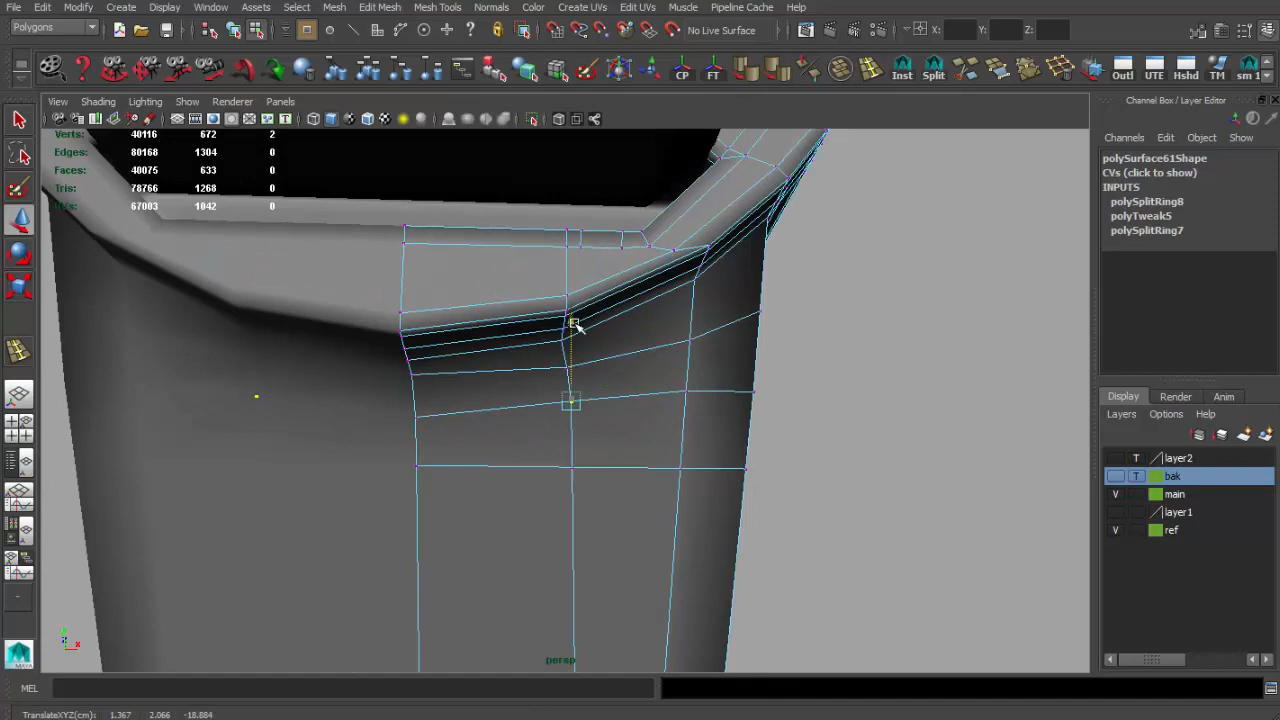 File Edit Modify Create Display Window Assets Select Mesh Edit Mesh Mesh Tools Normals Color Create UVs Edit UVs Muscle Pipeline Cache Help
Polygons No Live Surface X: Y: Z:
CP FT Inst Split Outl UTE Hshd TM sm 1
View Shading Lighting Show Renderer Panels
Verts: 40116 672 2
Edges: 80168 1304 0
Faces: 40075 633 0
Tris: 78766 1268 0
67003 1042 0
persp
Channel Box / Layer Editor
Channels Edit Object Show
polySurface61Shape
CVs (click to show)
INPUTS
polySplitRing8
polyTweak5
polySplitRing7
Display Render Anim
Layers Options Help
T layer2
T bak
V main
layer1
V ref
MEL
TranslateXYZ(cm): 1.367 2.066 -18.884